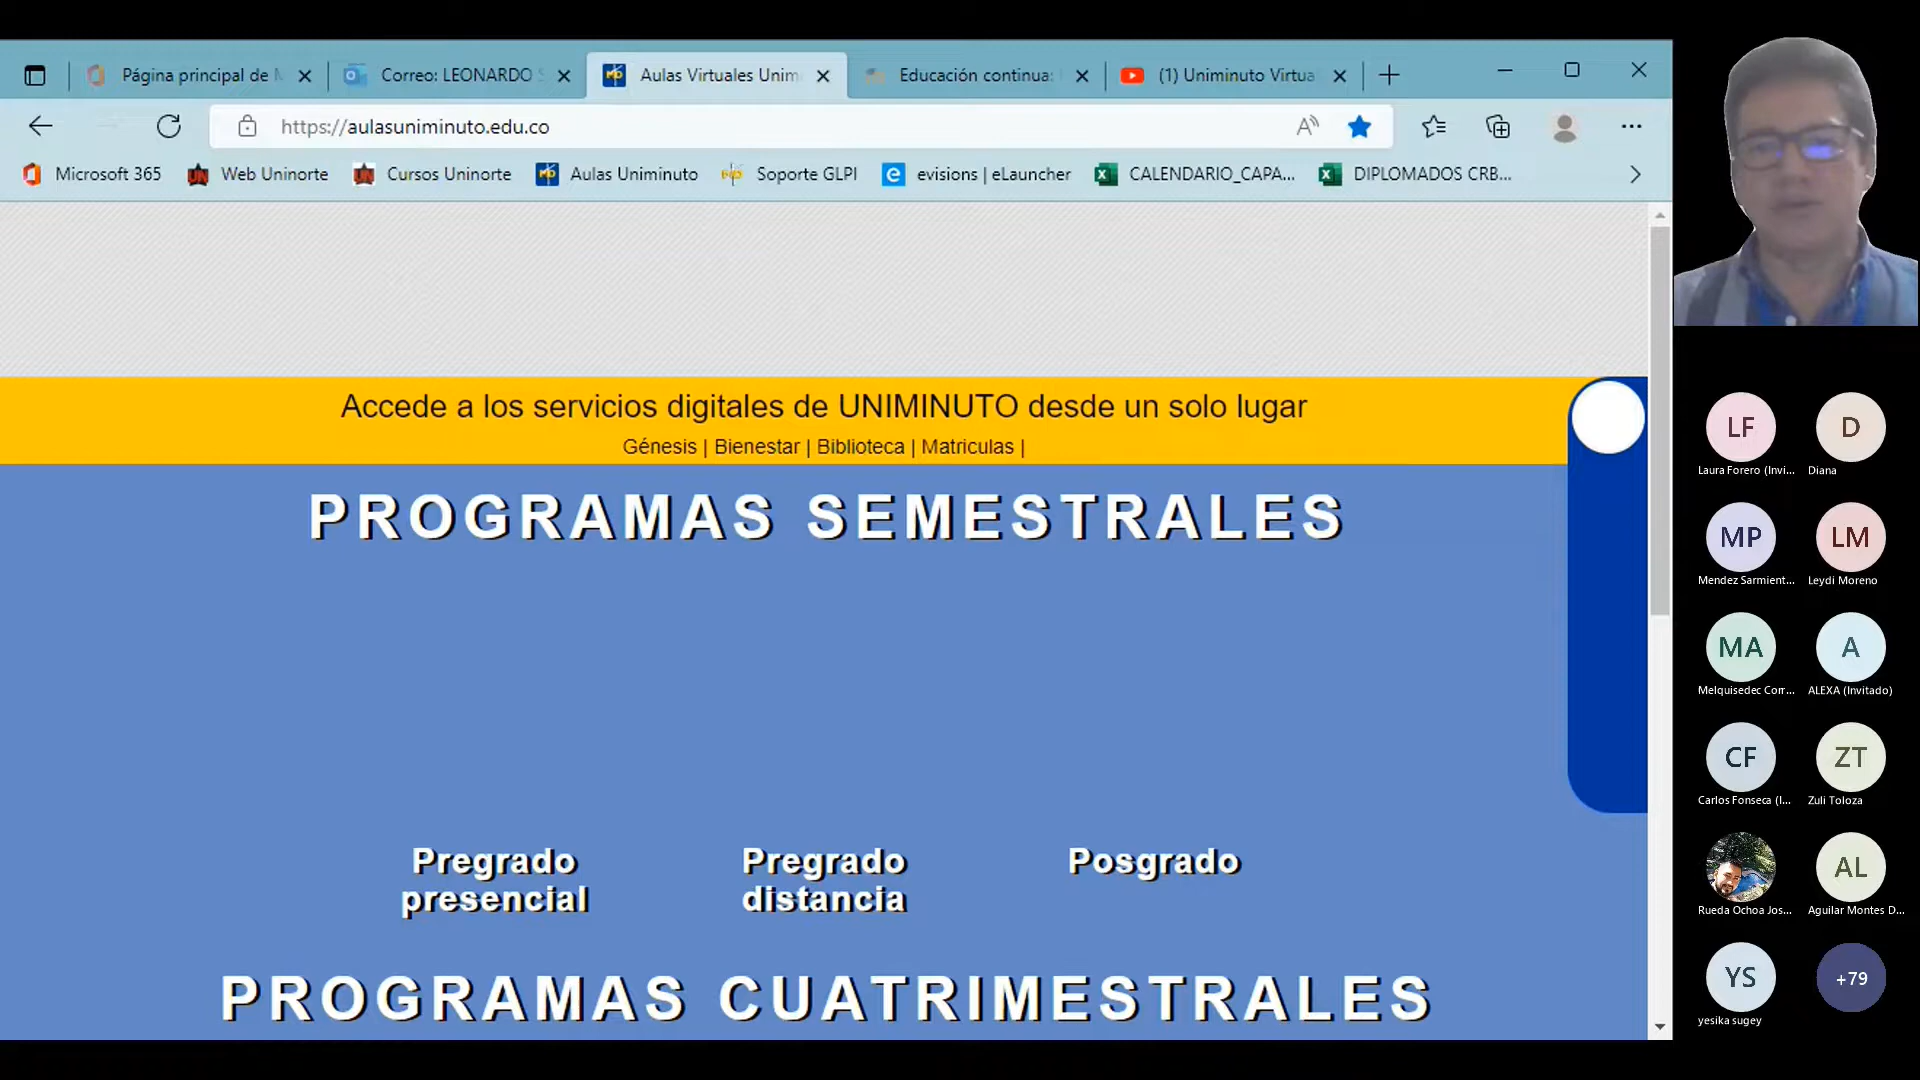 Página principal de M
Correo: LEONARDO S
Aulas Virtuales Unim
Educación continua:
(1) Uniminuto Virtua
https://aulasuniminuto.edu.co
Microsoft 365
Web Uninorte
Cursos Uninorte
Aulas Uniminuto
Soporte GLPI
evisions | eLauncher
CALENDARIO_CAPA...
DIPLOMADOS CRB...
Accede a los servicios digitales de UNIMINUTO desde un solo lugar
Génesis | Bienestar | Biblioteca | Matriculas |
PROGRAMAS SEMESTRALES
Pregrado
presencial
Pregrado
distancia
Posgrado
PROGRAMAS CUATRIMESTRALES
LF
Laura Forero (Invi...
D
Diana
MP
Mendez Sarmient...
LM
Leydi Moreno
MA
Melquisedec Corr...
A
ALEXA (Invitado)
CF
Carlos Fonseca (I...
ZT
Zuli Toloza
Rueda Ochoa Jos...
AL
Aguilar Montes D...
YS
yesika sugey
+79